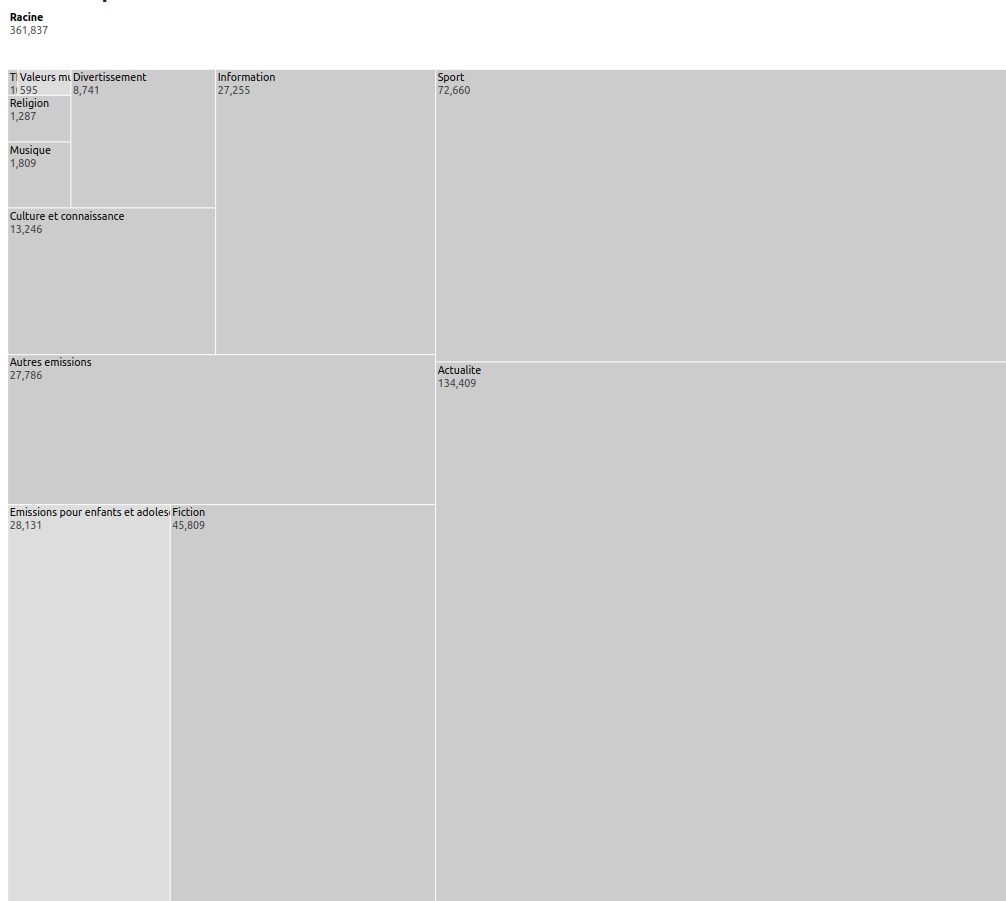 Racine
361,837
Valeurs mu
595
Divertissement
8,741
Information
27,255
Sport
72,660
Religion
1,287
Musique
1,809
Culture et connaissance
13,246
Autres emissions
27,786
Actualite
134,409
Emissions pour enfants et adoles
28,131
Fiction
45,809